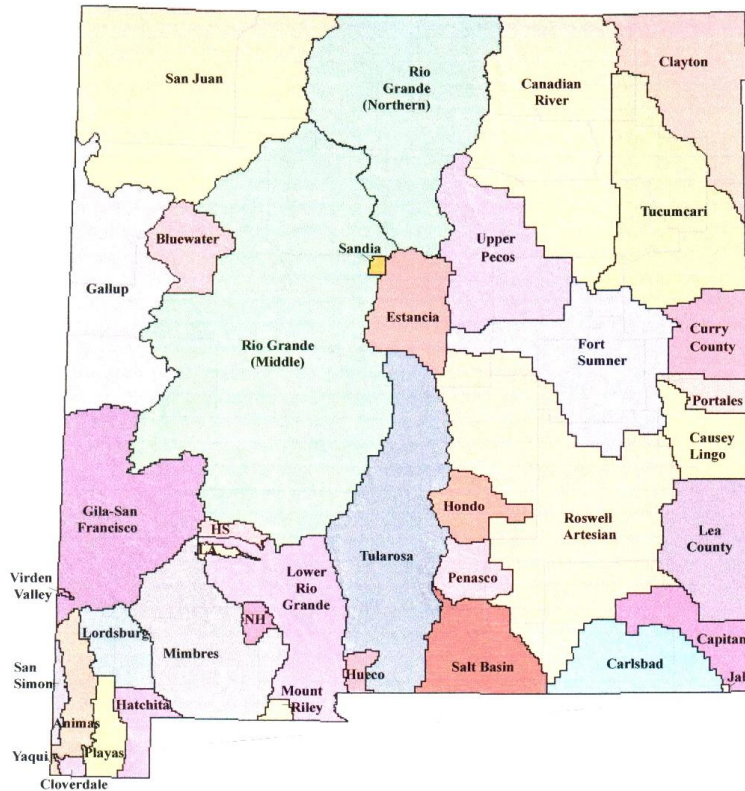 San Juan
Rio
Grande
(Northern)
Canadian
River
Clayton
Tucumcari
Bluewater
Sandia
Upper
Pecos
Gallup
Estancia
Rio Grande
(Middle)
Fort
Sumner
Curry
County
Portales
Causey
Lingo
Gila-San
Francisco
HS
LA
Hondo
Roswell
Artesian
Lea
County
Tularosa
Virden
Valley
Lower
Rio
Grande
Penasco
NH
Lordsburg
Mimbres
San
Simon
Hueco
Salt Basin
Carlsbad
Capitan
Jal
Mount
Riley
Hatchita
Animas
Playas
Yaqui
Cloverdale